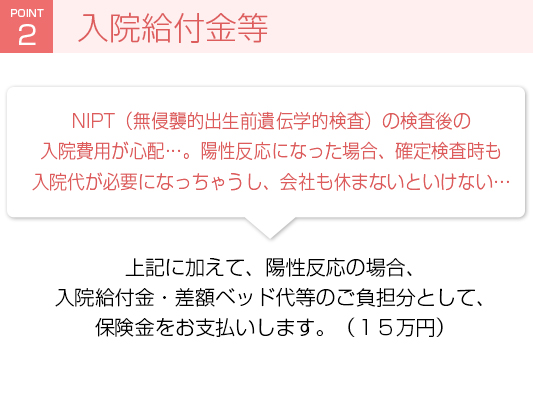 POINT
2
入院給付金等
NIPT（無侵襲的出生前遺伝学的検査）の検査後の
入院費用が心配…。陽性反応になった場合、確定検査時も
入院代が必要になっちゃうし、会社も休まないといけない…
上記に加えて、陽性反応の場合、
入院給付金・差額ベッド代等のご負担分として、
保険金をお支払いします。（１５万円）